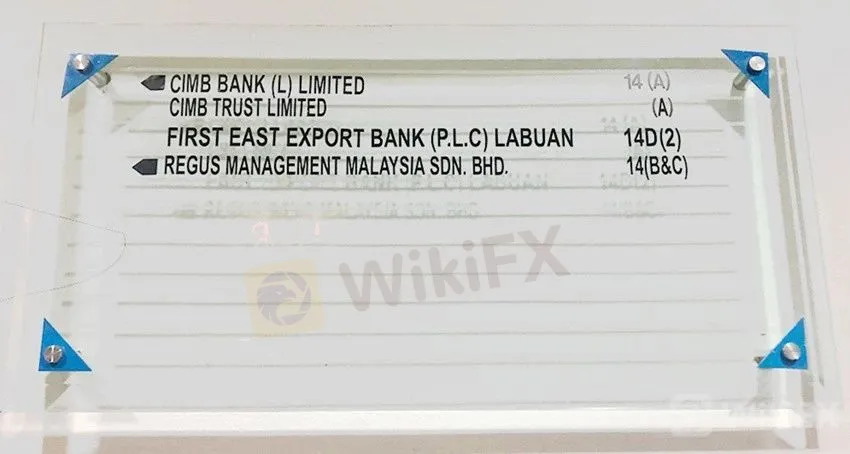 CIMB BANK (L) LIMITED 14 (A)
CIMB TRUST LIMITED (A)
FIRST EAST EXPORT BANK (P.L.C) LABUAN 14D(2)
REGUS MANAGEMENT MALAYSIA SDN. BHD. 14(B&C)
WikiFX